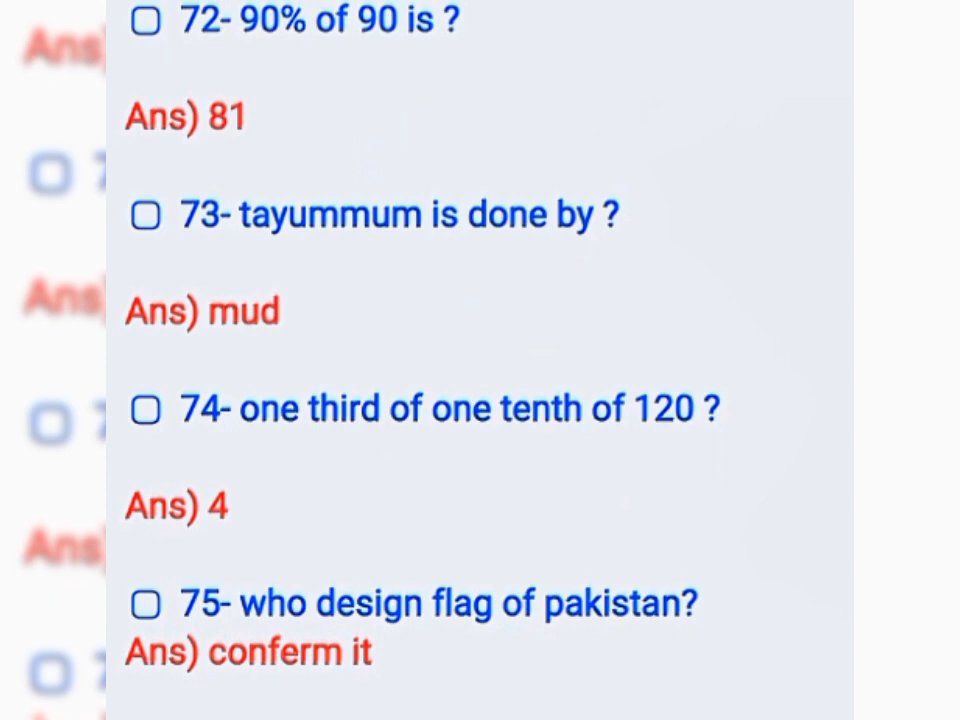 72- 90% of 90 is ?
Ans) 81
73- tayummum is done by ?
Ans) mud
74- one third of one tenth of 120 ?
Ans) 4
75- who design flag of pakistan?
Ans) conferm it